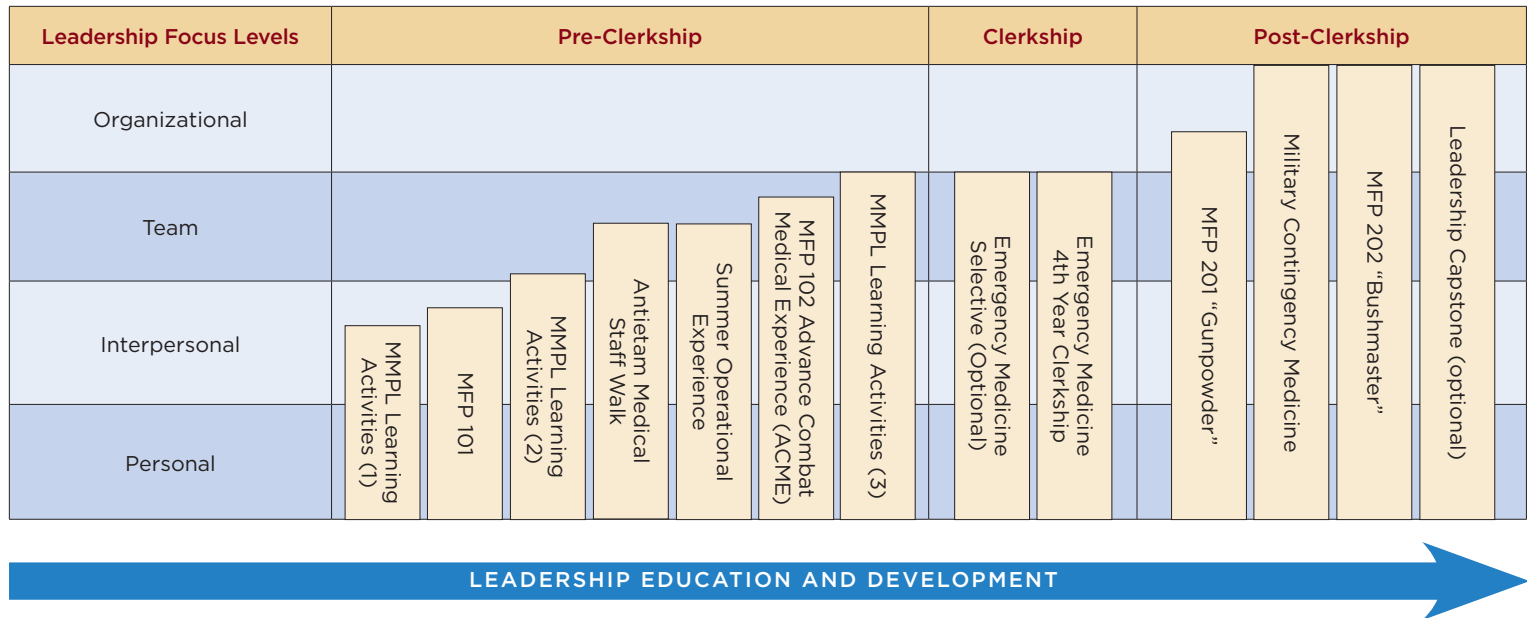 Leadership Focus Levels
Pre-Clerkship
Clerkship
Post-Clerkship
Organizational
Team
Interpersonal
Personal
MMPL Learning
Activities (1)
MFP 101
MMPL Learning
Activities (2)
Antietam Medical
Staff Walk
Summer Operational
Experience
MFP 102 Advance Combat
Medical Experience (ACME)
MMPL Learning Activities (3)
Emergency Medicine
Selective (Optional)
Emergency Medicine
4th Year Clerkship
MFP 201 “Gunpowder”
Military Contingency Medicine
MFP 202 “Bushmaster”
Leadership Capstone (optional)
LEADERSHIP EDUCATION AND DEVELOPMENT